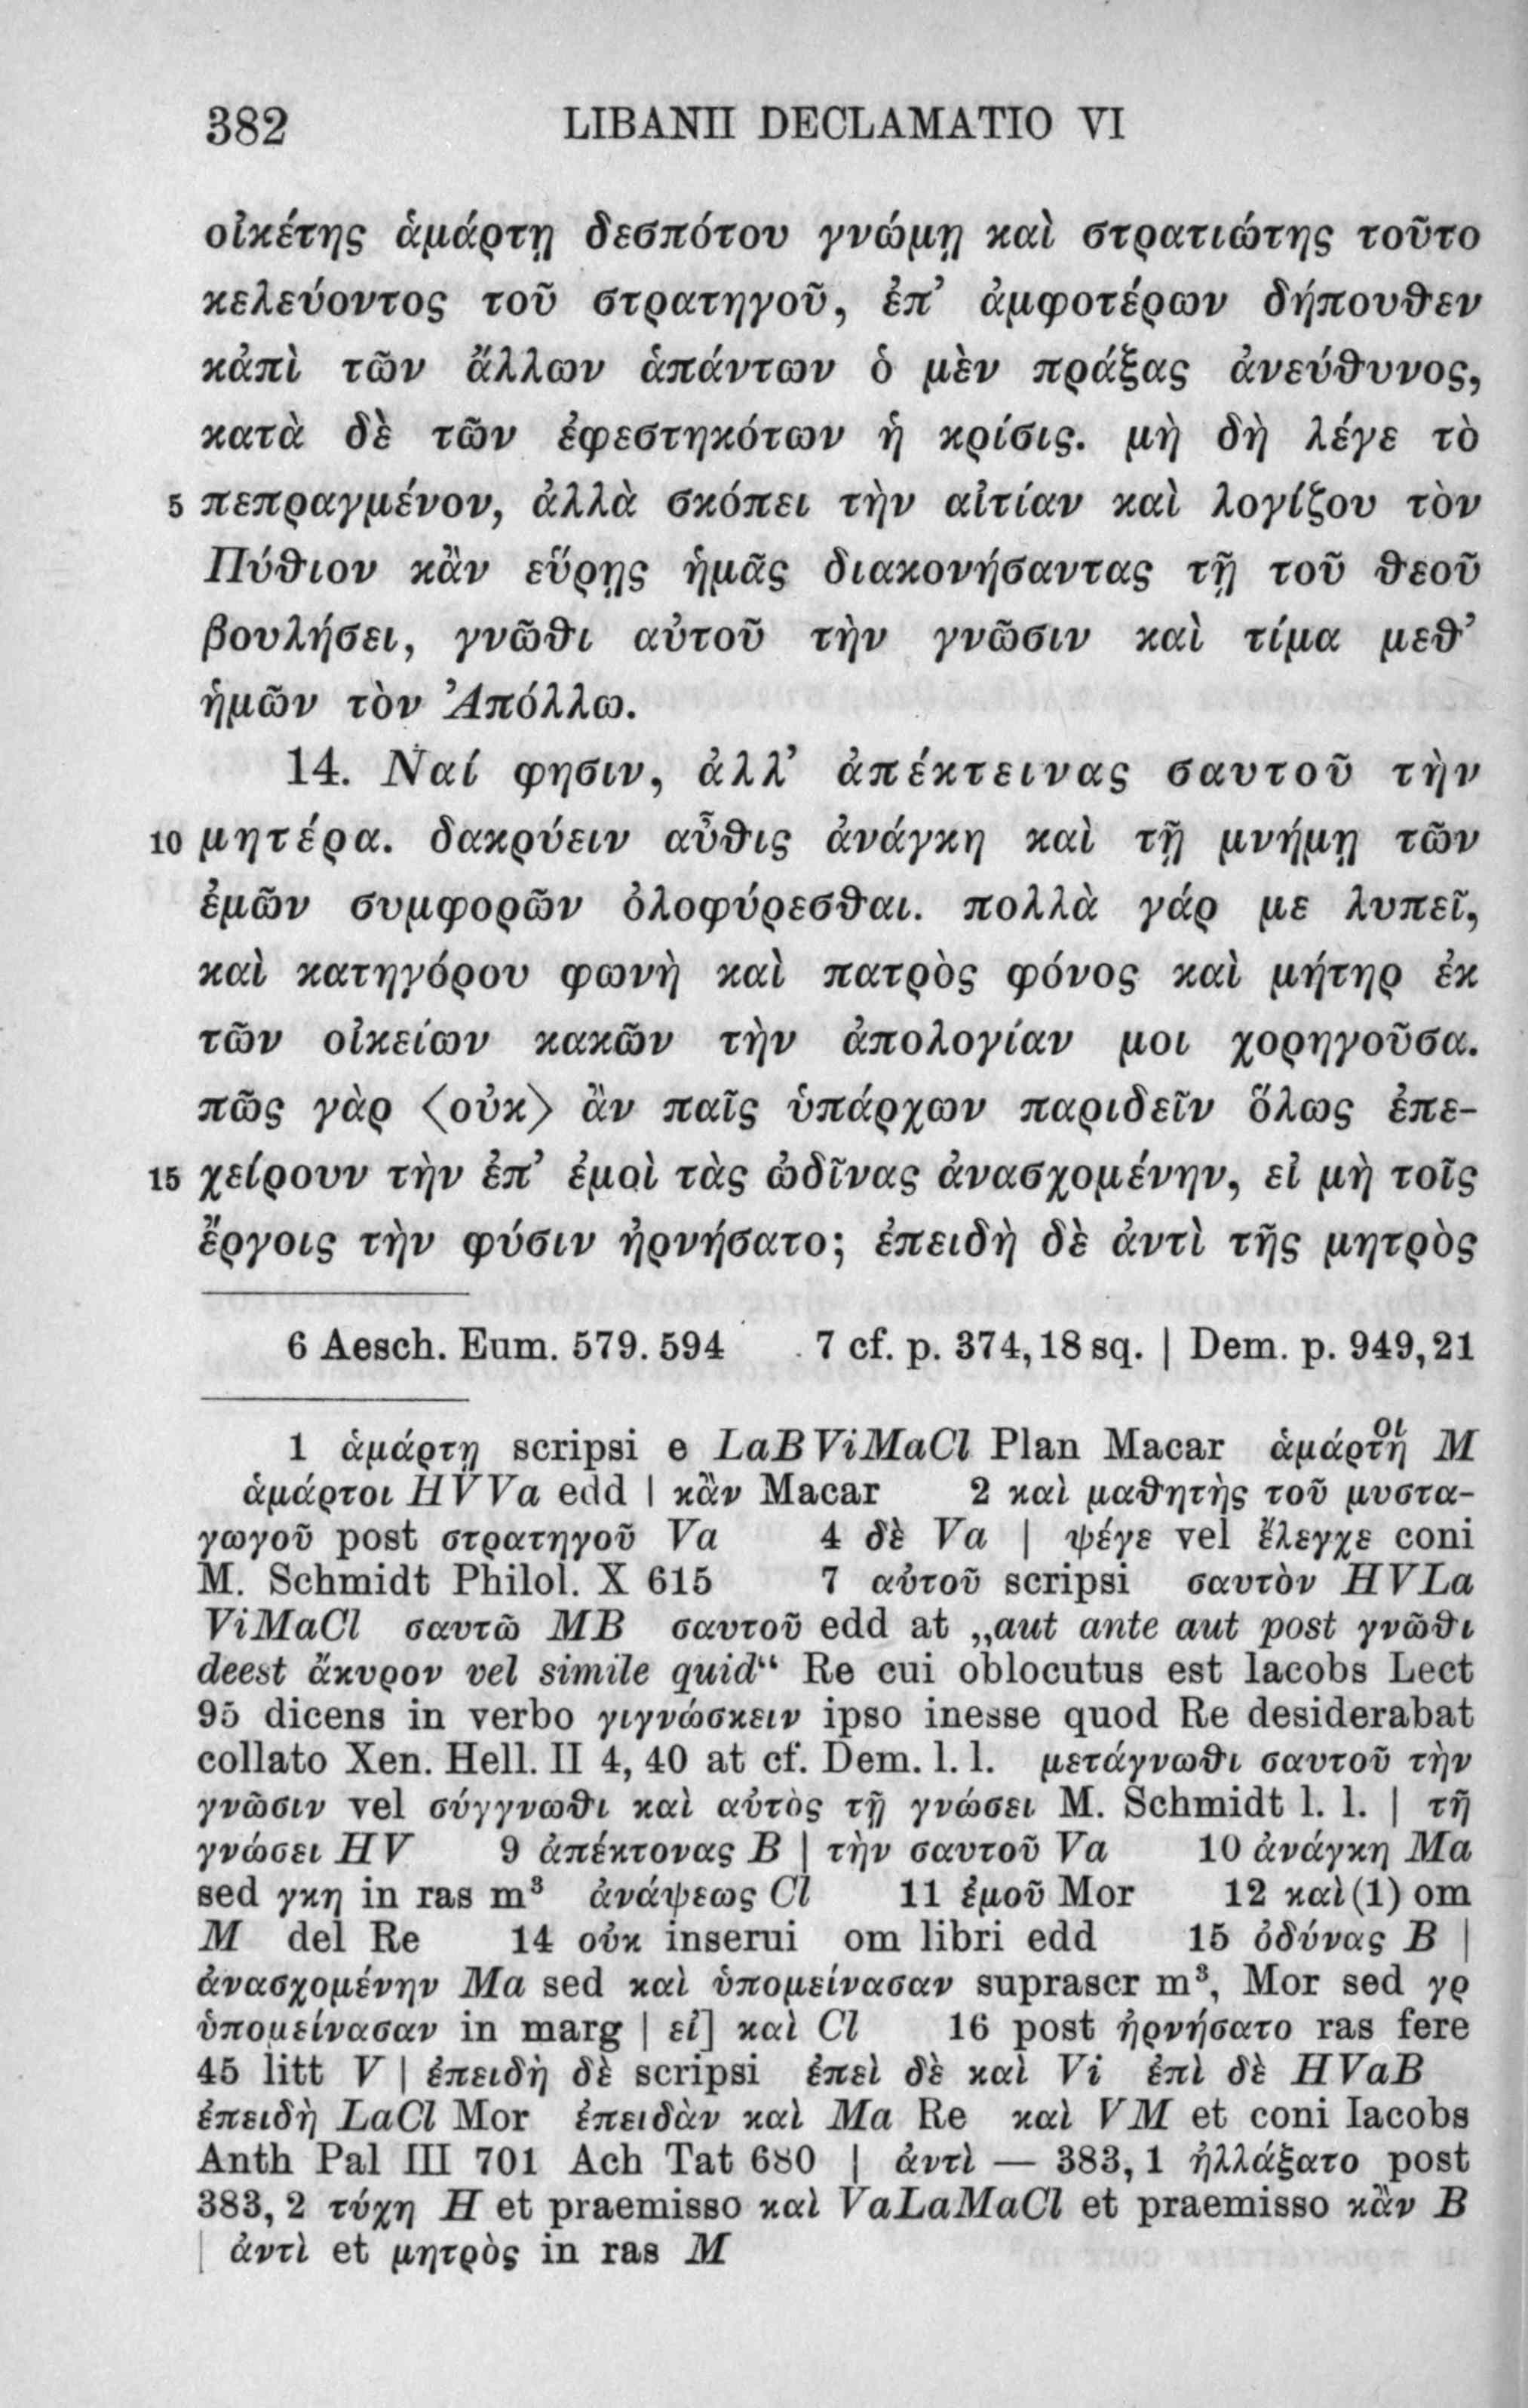 382 LIBANII DECLAMATIO VI
οἰκέτης ἁμάρτῃ δεσπότου γνώμῃ καὶ στρατιώτης τοῦτο
κελεύοντος τοῦ στρατηγοῦ, ἐπ’ ἀμφοτέρων δήπουθεν
κἀπὶ τῶν ἄλλων ἁπάντων ὁ μὲν πράξας ἀνεύθυνος,
κατὰ δὲ τῶν ἐφεστηκότων ἡ κρίσις. μὴ δὴ λέγε τὸ
5 πεπραγμένον, ἀλλὰ σκόπει τὴν αἰτίαν καὶ λογίζου τὸν
Πύθιον κἂν εὕρῃς ἡμᾶς διακονήσαντας τῇ τοῦ θεοῦ
βουλήσει, γνῶθι αὐτοῦ τὴν γνῶσιν καὶ τίμα μεθ’
ἡμῶν τὸν Ἀπόλλω.
14. Ναί φησιν, ἀλλ’ ἀπέκτεινας σαυτοῦ τὴν
10 μητέρα. δακρύειν αὖθις ἀνάγκη καὶ τῇ μνήμῃ τῶν
ἐμῶν συμφορῶν ὀλοφύρεσθαι. πολλὰ γάρ με λυπεῖ,
καὶ κατηγόρου φωνὴ καὶ πατρὸς φόνος καὶ μήτηρ ἐκ
τῶν οἰκείων κακῶν τὴν ἀπολογίαν μοι χορηγοῦσα.
πῶς γὰρ ⟨οὐκ⟩ ἂν παῖς ὑπάρχων παριδεῖν ὅλως ἐπε-
15 χείρουν τὴν ἐπ’ ἐμοὶ τὰς ὠδῖνας ἀνασχομένην, εἰ μὴ τοῖς
ἔργοις τὴν φύσιν ἠρνήσατο; ἐπειδὴ δὲ ἀντὶ τῆς μητρὸς
6 Aesch. Eum. 579. 594 7 cf. p. 374, 18 sq. | Dem. p. 949, 21
1 ἁμάρτῃ scripsi e LaBViMaCl Plan Macar ἁμάρτῃ^οι M
ἁμάρτοι HVVa edd | κἂν Macar 2 καὶ μαθητὴς τοῦ μυστα-
γωγοῦ post στρατηγοῦ Va 4 δὲ Va | ψέγε vel ἔλεγχε coni
M. Schmidt Philol. X 615 7 αὐτοῦ scripsi σαυτὸν HVLa
ViMaCl σαυτῶ MB σαυτοῦ edd at „aut ante aut post γνῶθι
deest ἄκυρον vel simile quid“ Re cui oblocutus est Iacobs Lect
95 dicens in verbo γιγνώσκειν ipso inesse quod Re desiderabat
collato Xen. Hell. II 4, 40 at cf. Dem. l. l. μετάγνωθι σαυτοῦ τὴν
γνῶσιν vel σύγγνωθι καὶ αὐτὸς τῇ γνώσει M. Schmidt l. l. | τῇ
γνώσει HV 9 ἀπέκτονας B | τὴν σαυτοῦ Va 10 ἀνάγκη Ma
sed γκη in ras m³ ἀνάψεως Cl 11 ἐμοῦ Mor 12 καὶ (1) om
M del Re 14 οὐκ inserui om libri edd 15 ὀδύνας B |
ἀνασχομένην Ma sed καὶ ὑπομείνασαν suprascr m³, Mor sed γρ
ὑπομείνασαν in marg | εἰ] καὶ Cl 16 post ἠρνήσατο ras fere
45 litt V | ἐπειδὴ δὲ scripsi ἐπεὶ δὲ καὶ Vi ἐπὶ δὲ HVaB
ἐπειδὴ LaCl Mor ἐπειδὰν καὶ Ma Re καὶ VM et coni Iacobs
Anth Pal III 701 Ach Tat 680 | ἀντὶ — 383, 1 ἠλλάξατο post
383, 2 τύχη H et praemisso καὶ VaLaMaCl et praemisso κἂν B
| ἀντὶ et μητρὸς in ras M